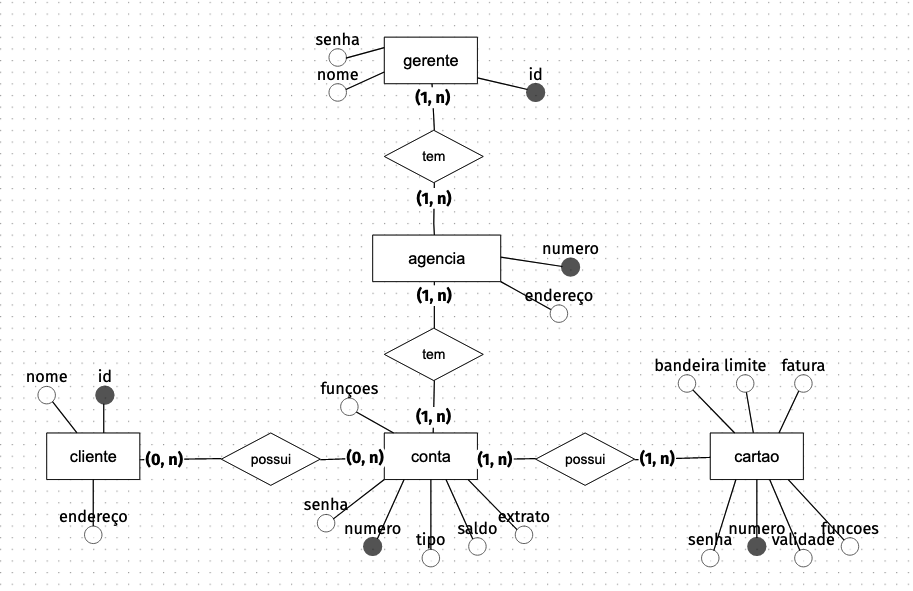 senha
gerente
nome
id
(1, n)
tem
(1, n)
agencia
numero
endereço
(1, n)
tem
(1, n)
nome
id
funçoes
bandeira limite
fatura
cliente
(0, n)
possui
(0, n)
conta
(1, n)
possui
(1, n)
cartao
endereço
senha
numero
tipo
saldo
extrato
senha
numero
validade
funcoes